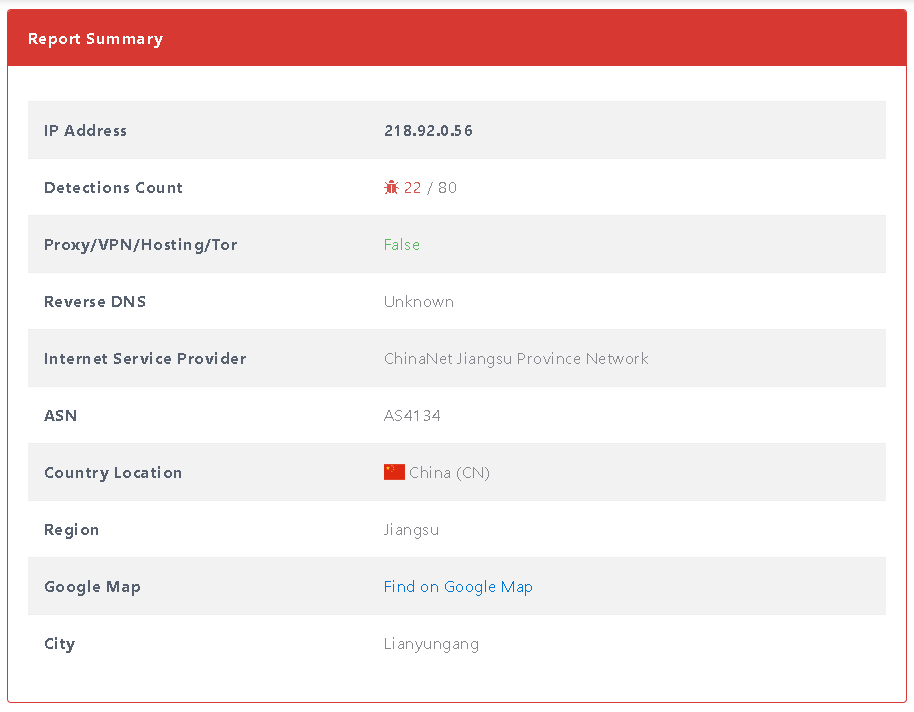 Report Summary
IP Address 218.92.0.56
Detections Count 22 / 80
Proxy/VPN/Hosting/Tor False
Reverse DNS Unknown
Internet Service Provider ChinaNet Jiangsu Province Network
ASN AS4134
Country Location China (CN)
Region Jiangsu
Google Map Find on Google Map
City Lianyungang